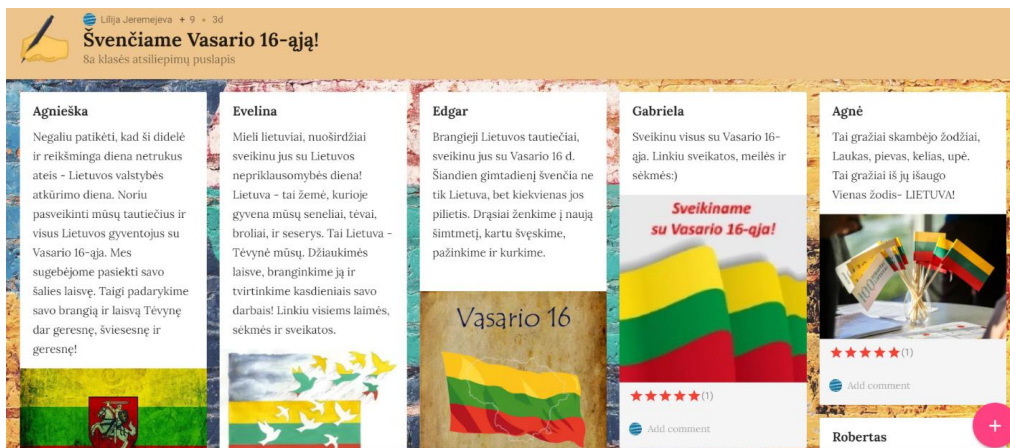 Lilija Jeremejeva + 9 • 3d
Švenčiame Vasario 16-ąją!
8a klasės atsiliepimų puslapis
Agnieška
Negaliu patikėti, kad ši didelė
ir reikšminga diena netrukus
ateis - Lietuvos valstybės
atkūrimo diena. Noriu
pasveikinti mūsų tautiečius ir
visus Lietuvos gyventojus su
Vasario 16-ąja. Mes
sugebėjome pasiekti savo
šalies laisvę. Taigi padarykime
savo brangią ir laisvą Tėvynę
dar geresnę, šviesesnę ir
geresnę!
Evelina
Mieli lietuviai, nuoširdžiai
sveikinu jus su Lietuvos
nepriklausomybės diena!
Lietuva - tai žemė, kurioje
gyvena mūsų seneliai, tėvai,
broliai, ir seserys. Tai Lietuva -
Tėvynė mūsų. Džiaukimės
laisve, branginkime ją ir
tvirtinkime kasdieniais savo
darbais! Linkiu visiems laimės,
sėkmės ir sveikatos.
Edgar
Brangieji Lietuvos tautiečiai,
sveikinu jus su Vasario 16 d.
Šiandien gimtadienį švenčia ne
tik Lietuva, bet kiekvienas jos
pilietis. Drąsiai ženkime į naują
šimtmetį, kartu švęskime,
pažinkime ir kurkime.
Vasario 16
Gabriela
Sveikinu visus su Vasario 16-
ąja. Linkiu sveikatos, meilės ir
sėkmės:)
Sveikiname
su Vasario 16-ąja!
★★★★★(1)
Add comment
Agnė
Tai gražiai skambėjo žodžiai,
Laukas, pievas, kelias, upė.
Tai gražiai iš jų išaugo
Vienas žodis- LIETUVA!
100
★★★★★(1)
Add comment
Robertas